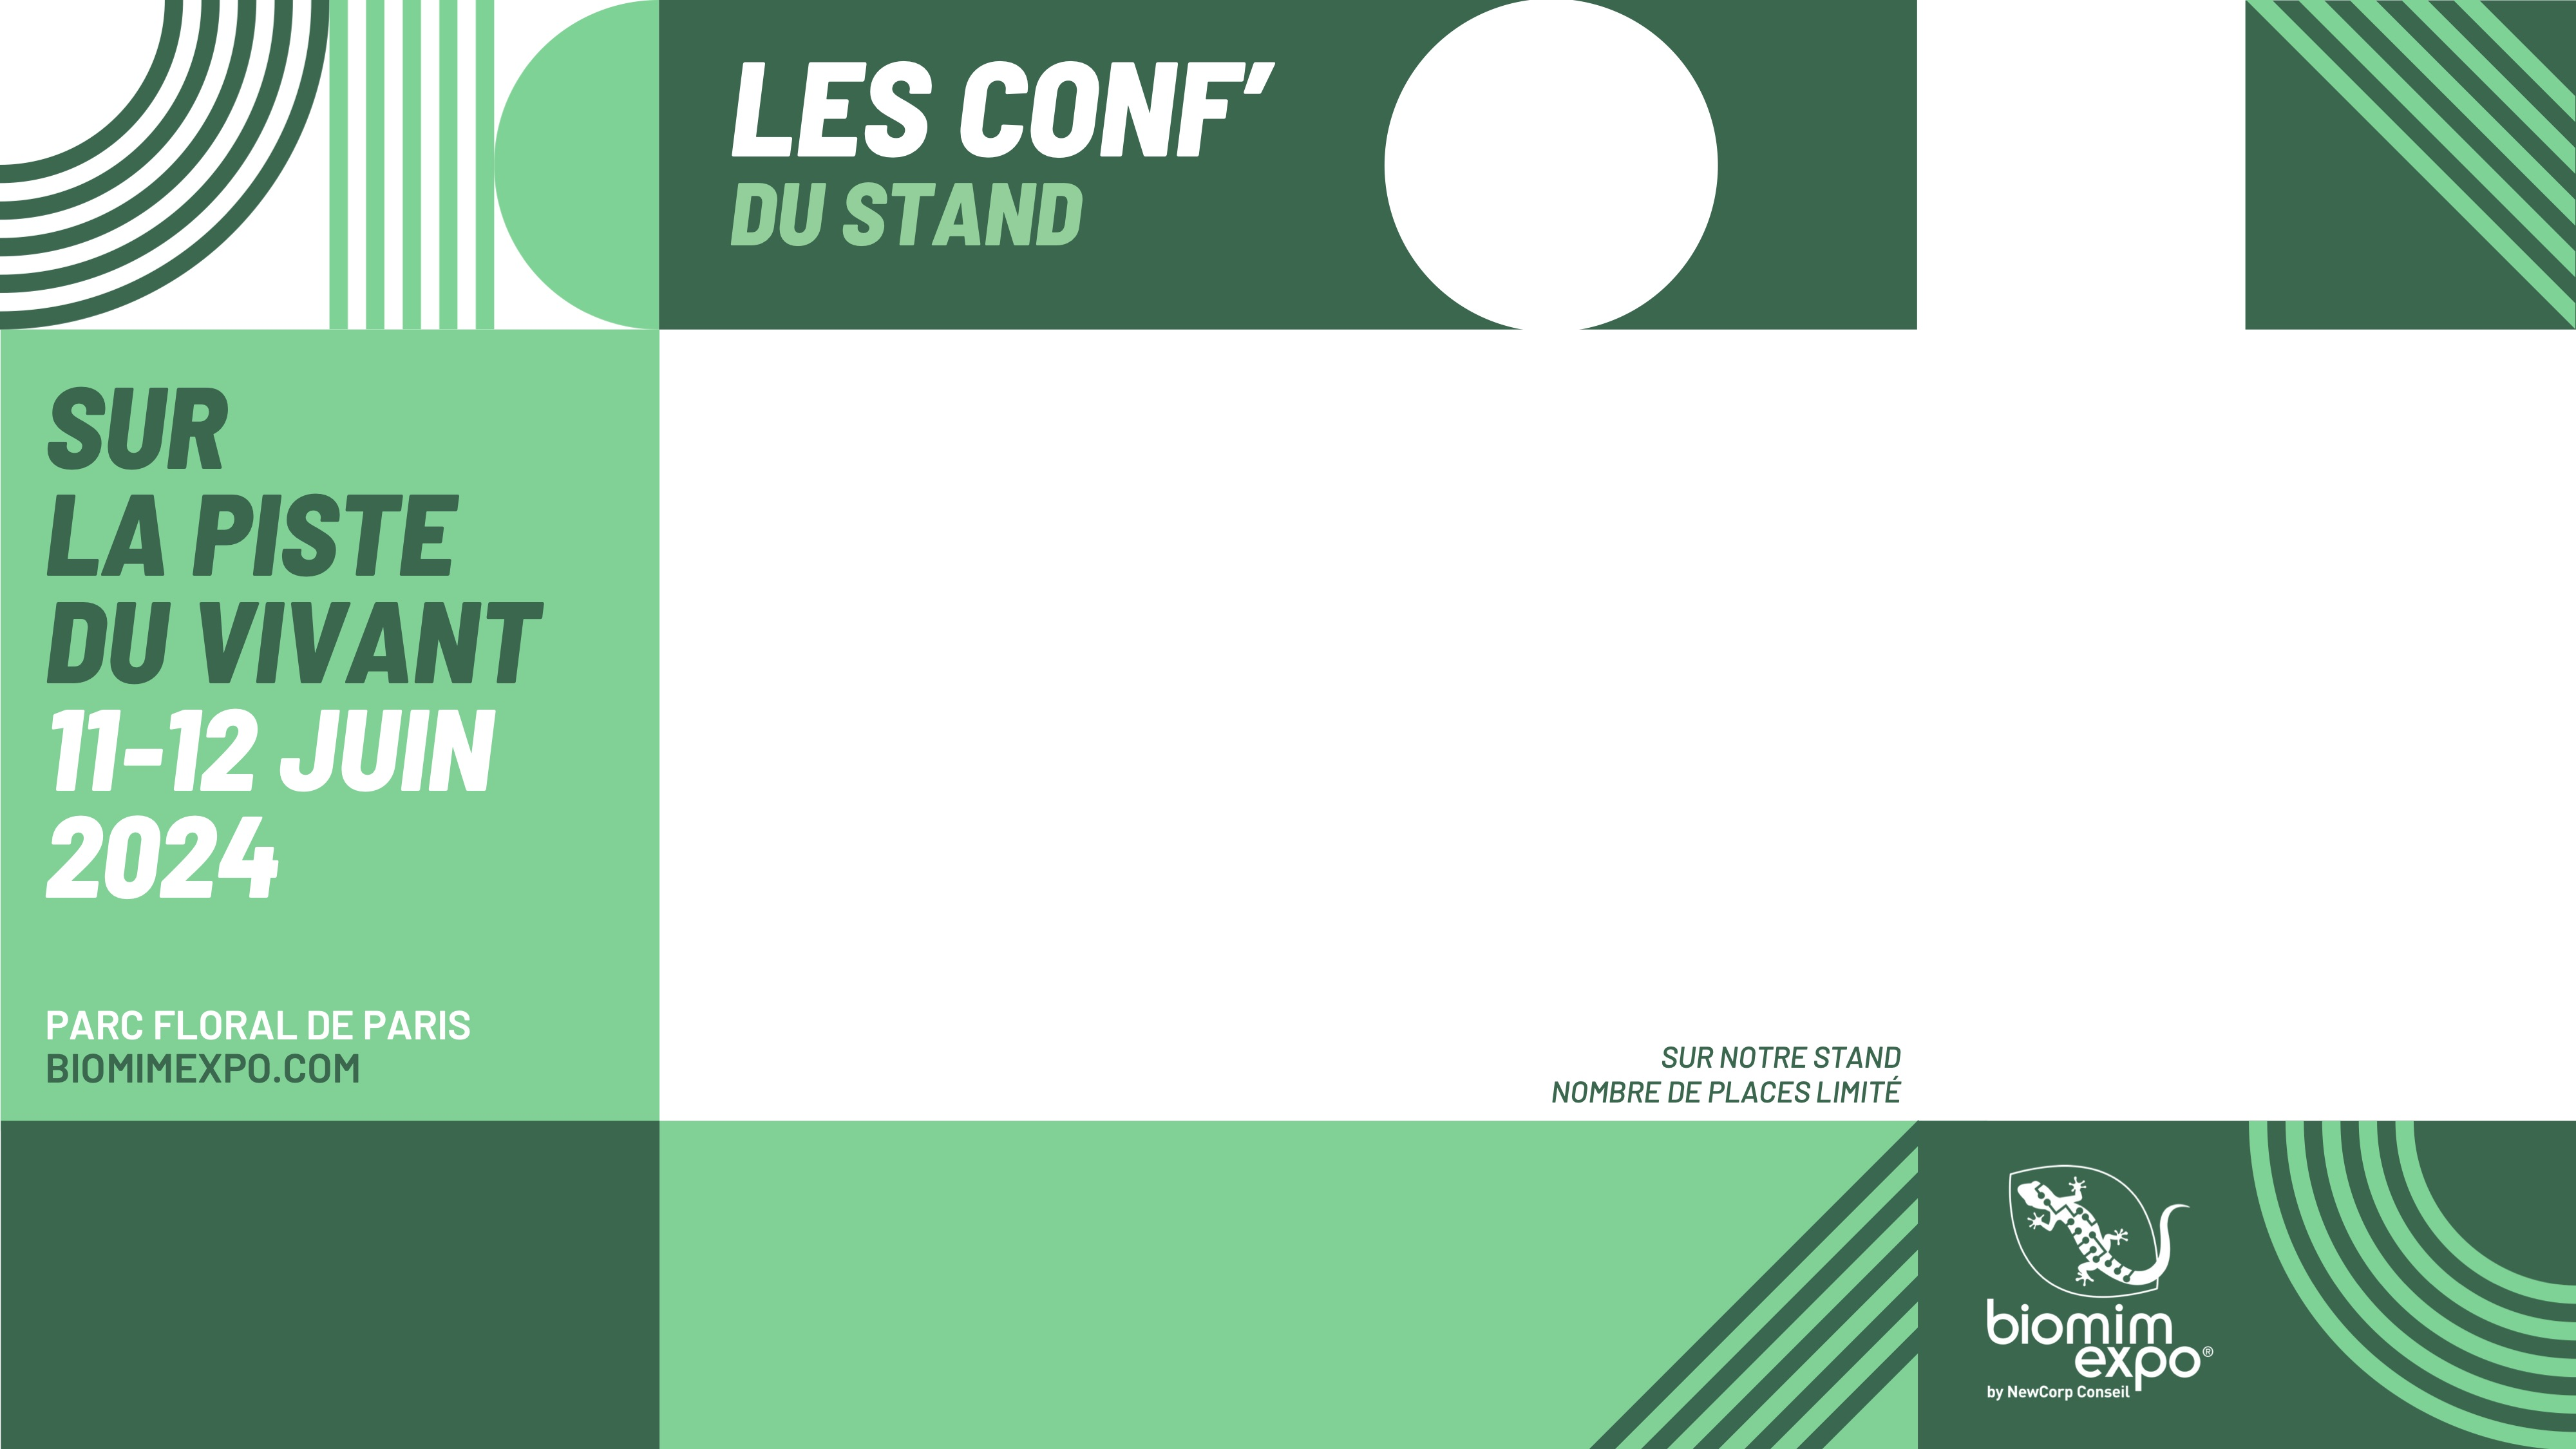 LES CONF’
DU STAND
SUR
LA PISTE
DU VIVANT
11-12 JUIN
2024
PARC FLORAL DE PARIS
BIOMIMEXPO.COM
SUR NOTRE STAND
NOMBRE DE PLACES LIMITÉ
biomim
expo®
by NewCorp Conseil